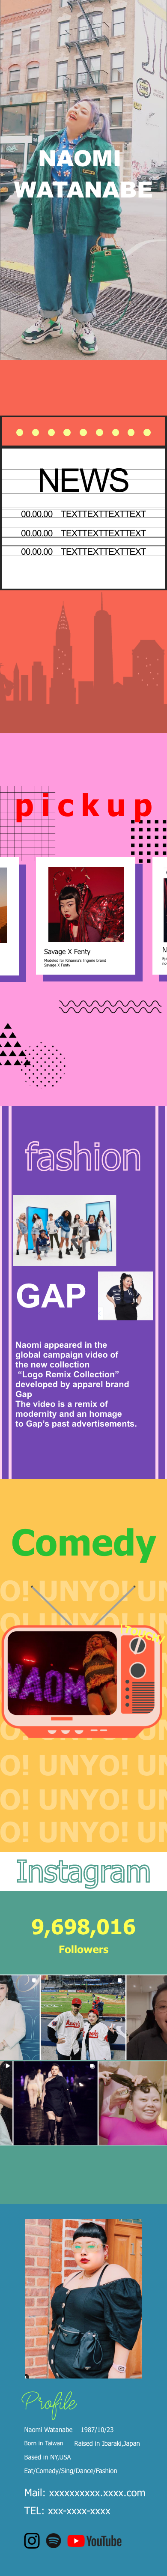 NAOMI
WATANABE
NEWS
00.00.00 TEXTTEXTTEXTTEXT
00.00.00 TEXTTEXTTEXTTEXT
00.00.00 TEXTTEXTTEXTTEXT
pickup
Savage X Fenty
Modeled for Rihanna's lingerie brand
Savage X Fenty
fashion
GAP
Naomi appeared in the
global campaign video of
the new collection
“Logo Remix Collection”
developed by apparel brand
Gap
The video is a remix of
modernity and an homage
to Gap's past advertisements.
Comedy
O! UNYO! UN
NAOMI
O! UNYO! UN
O! UNYO! UN
O! UNYO! UN
Instagram
9,698,016
Followers
Profile
Naomi Watanabe 1987/10/23
Born in Taiwan Raised in Ibaraki,Japan
Based in NY,USA
Eat/Comedy/Sing/Dance/Fashion
Mail: xxxxxxxxxx.xxxx.com
TEL: xxx-xxxx-xxxx
YouTube